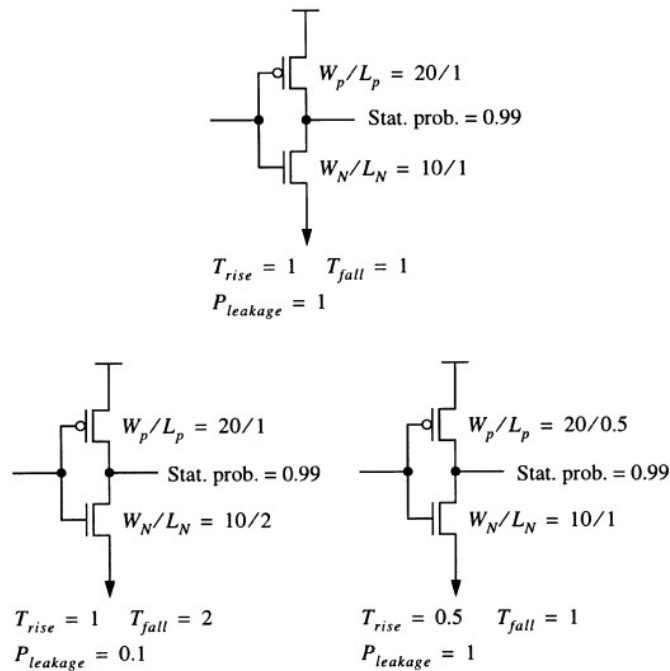 W_p/L_p = 20/1
Stat. prob. = 0.99
W_N/L_N = 10/1
T_rise = 1 T_fall = 1
P_leakage = 1
W_p/L_p = 20/1
Stat. prob. = 0.99
W_N/L_N = 10/2
T_rise = 1 T_fall = 2
P_leakage = 0.1
W_p/L_p = 20/0.5
Stat. prob. = 0.99
W_N/L_N = 10/1
T_rise = 0.5 T_fall = 1
P_leakage = 1